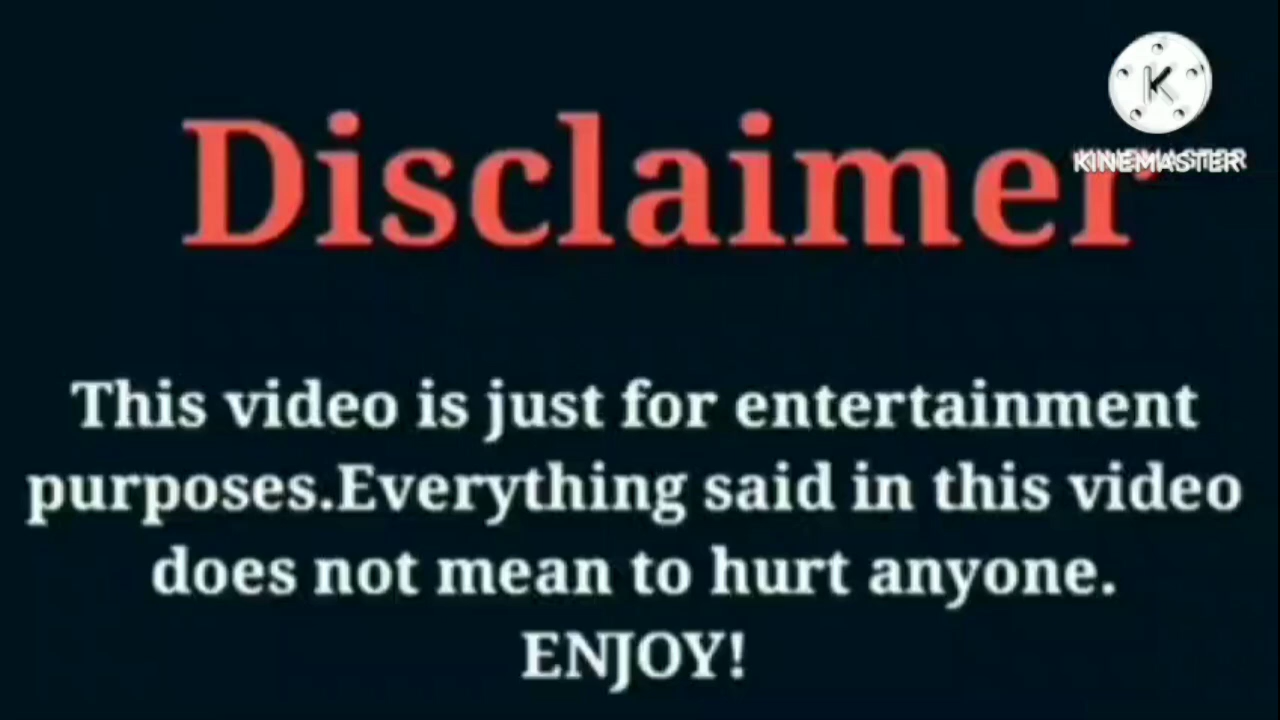 K
KINEMASTER
Disclaimer
This video is just for entertainment
purposes.Everything said in this video
does not mean to hurt anyone.
ENJOY!